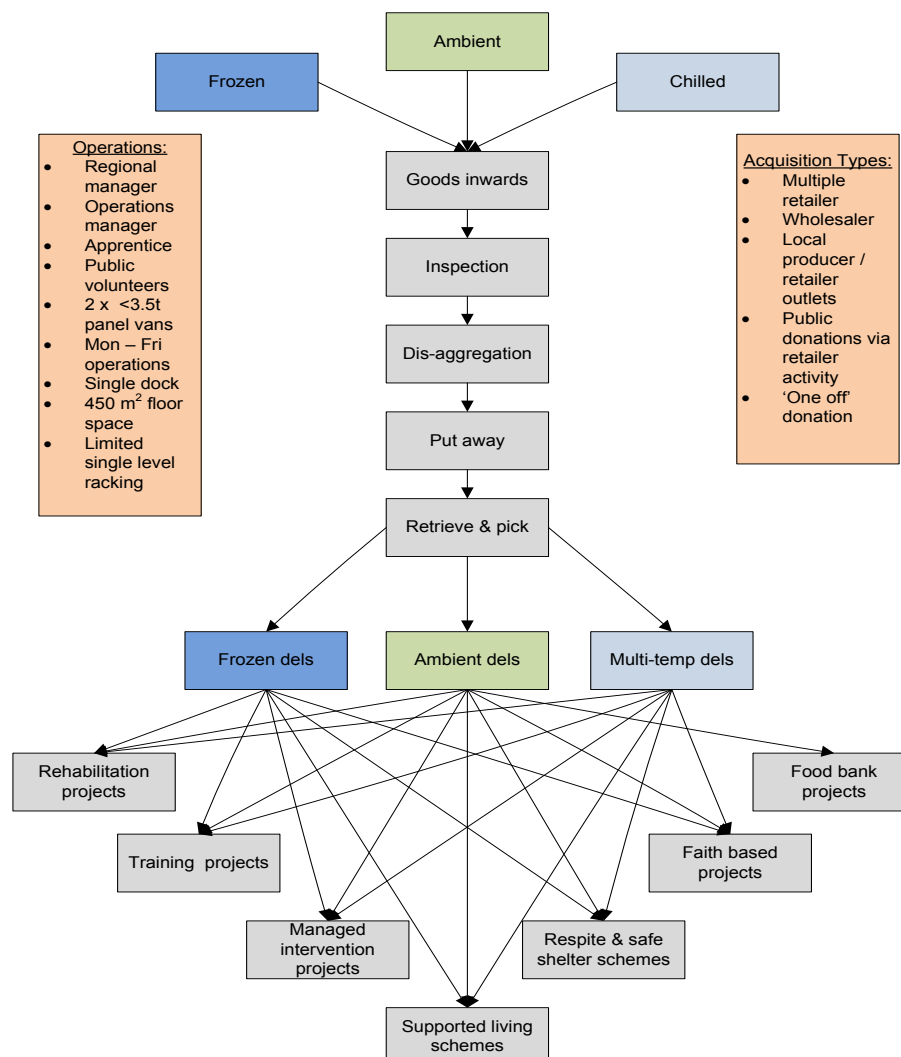 Ambient
Frozen
Chilled
Operations:
• Regional
manager
• Operations
manager
• Apprentice
• Public
volunteers
• 2 x <3.5t
panel vans
• Mon – Fri
operations
• Single dock
• 450 m² floor
space
• Limited
single level
racking
Acquisition Types:
• Multiple
retailer
• Wholesaler
• Local
producer /
retailer
outlets
• Public
donations via
retailer
activity
• ‘One off’
donation
Goods inwards
Inspection
Dis-aggregation
Put away
Retrieve & pick
Frozen dels
Ambient dels
Multi-temp dels
Rehabilitation
projects
Food bank
projects
Training projects
Faith based
projects
Managed
intervention
projects
Respite & safe
shelter schemes
Supported living
schemes